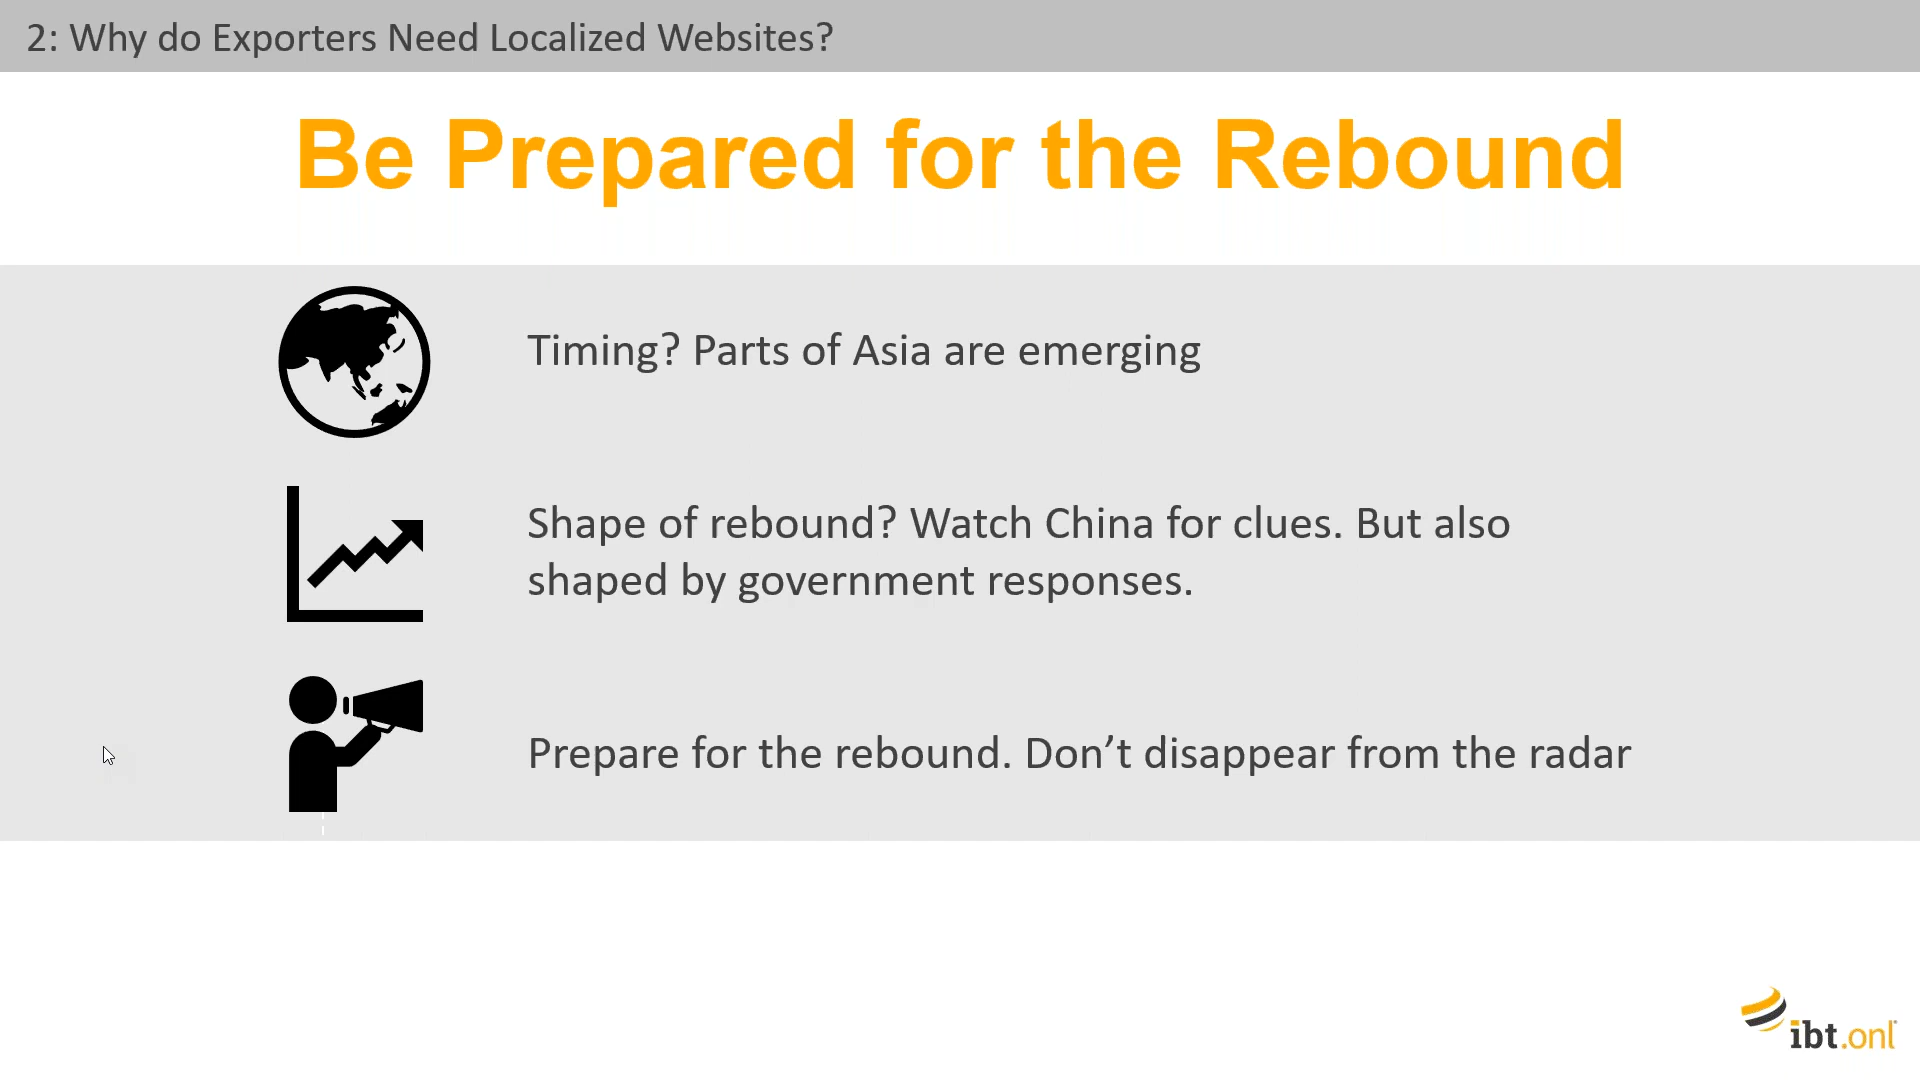 2: Why do Exporters Need Localized Websites?
Be Prepared for the Rebound
Timing? Parts of Asia are emerging
Shape of rebound? Watch China for clues. But also
shaped by government responses.
Prepare for the rebound. Don’t disappear from the radar
ibt.onl